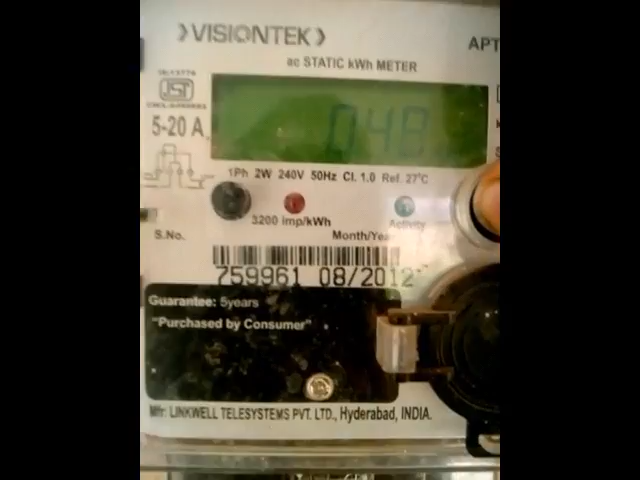 VISIONTEK
APT
ac STATIC kWh METER
IS:13779
5-20 A
048
1Ph 2W 240V 50Hz Cl. 1.0 Ref. 27°C
3200 imp/kWh
Activity
S.No.
Month/Year
759961 08/2012
Guarantee: 5years
"Purchased by Consumer"
Mfr: LINKWELL TELESYSTEMS PVT. LTD., Hyderabad, INDIA.